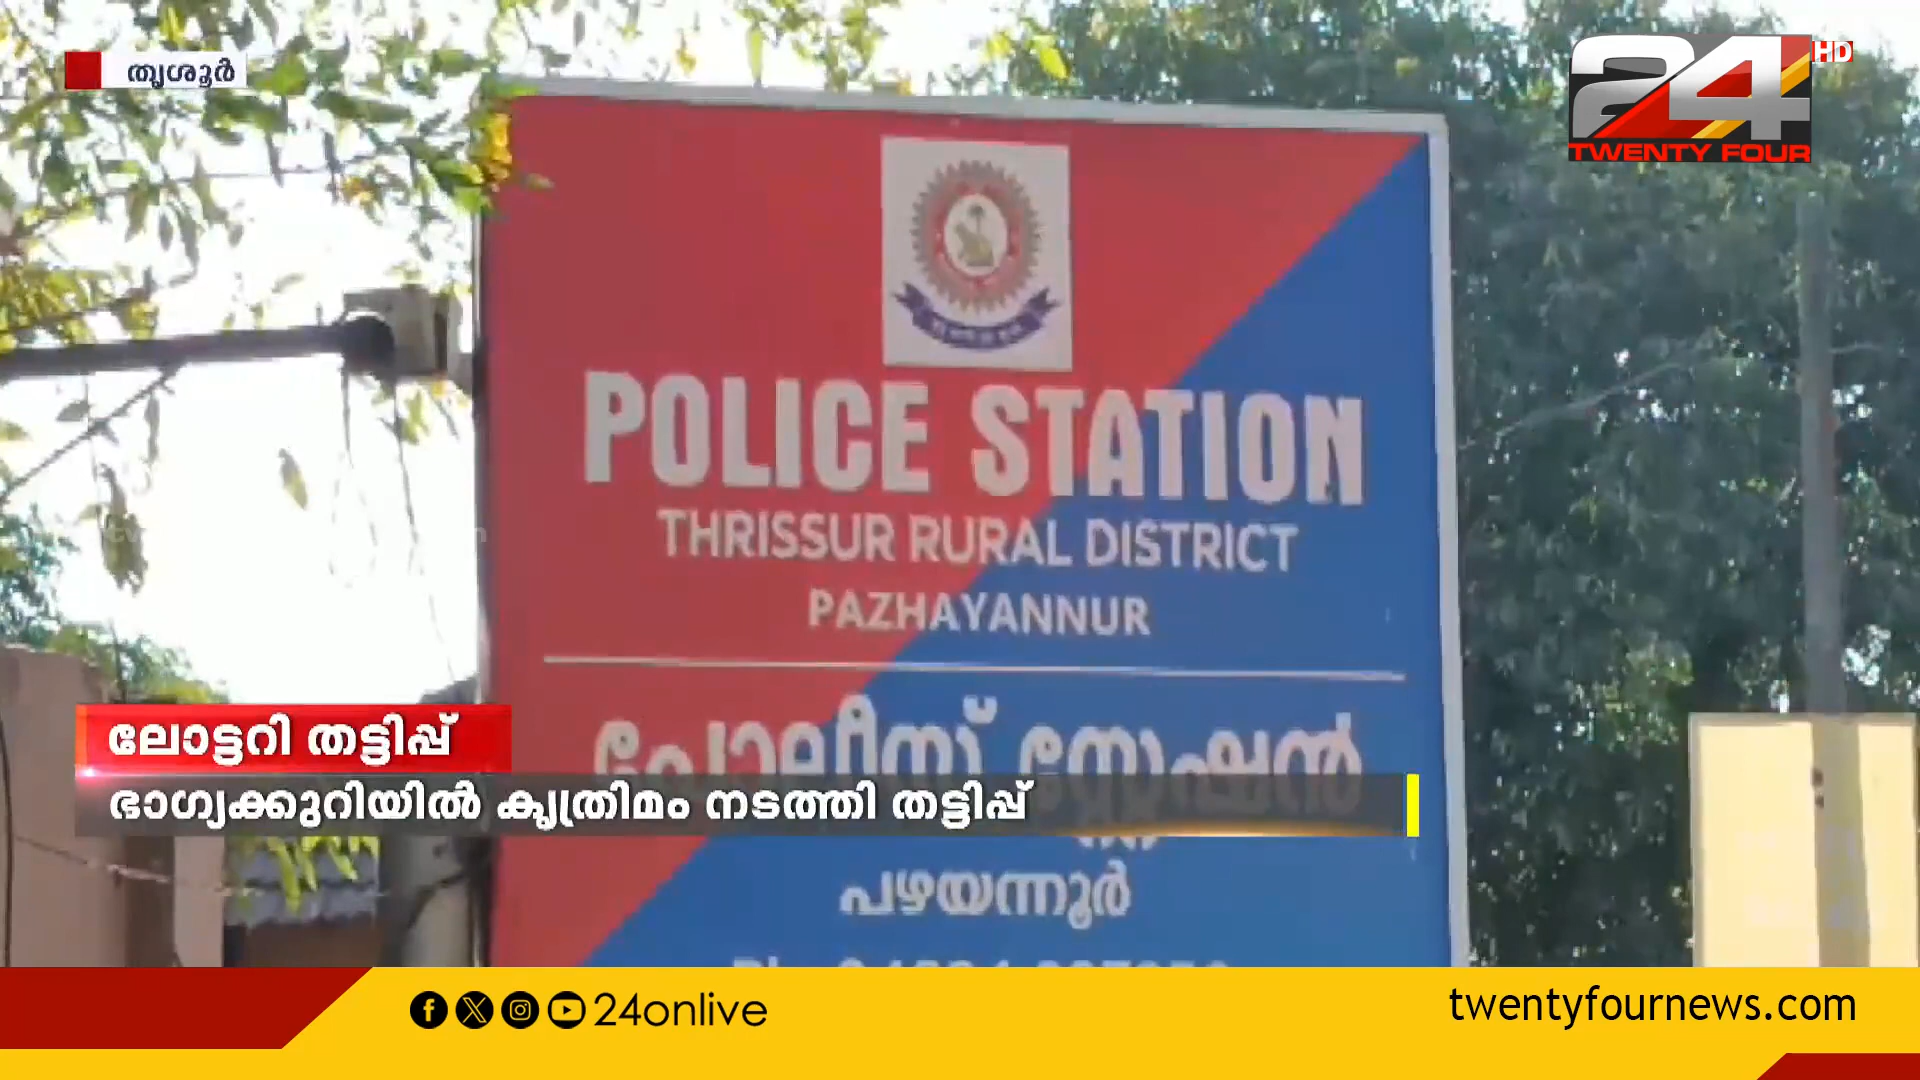 തൃശൂർ
24 HD
TWENTY FOUR
POLICE STATION
THRISSUR RURAL DISTRICT
PAZHAYANNUR
പോലീസ് സ്റ്റേഷൻ
പഴയന്നൂർ
ലോട്ടറി തട്ടിപ്പ്
ഭാഗ്യക്കുറിയിൽ കൃത്രിമം നടത്തി തട്ടിപ്പ്
24onlive
twentyfournews.com